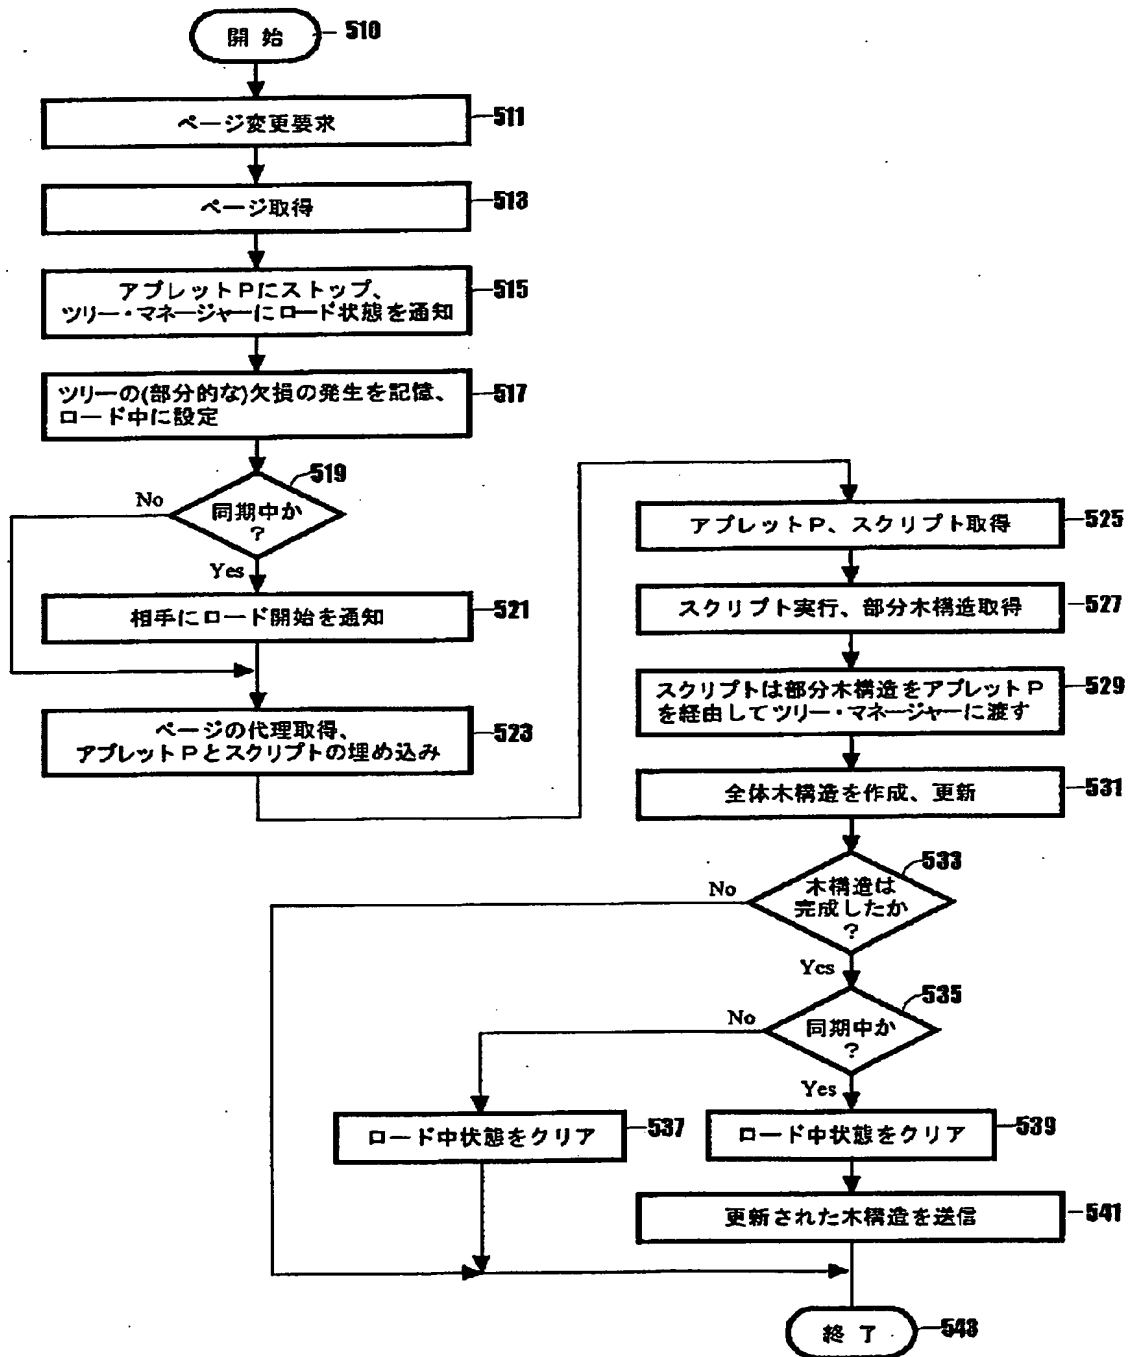 開 始
510
ページ変更要求
511
ページ取得
513
アプレットPにストップ、
ツリー・マネージャーにロード状態を通知
515
ツリーの(部分的な)欠損の発生を記憶、
ロード中に設定
517
519
No
同期中か
?
Yes
相手にロード開始を通知
521
ページの代理取得、
アプレットPとスクリプトの埋め込み
523
アプレットP、スクリプト取得
525
スクリプト実行、部分木構造取得
527
スクリプトは部分木構造をアプレットP
を経由してツリー・マネージャーに渡す
529
全体木構造を作成、更新
531
533
No
木構造は
完成したか
?
Yes
535
No
同期中か
?
Yes
ロード中状態をクリア
537
ロード中状態をクリア
539
更新された木構造を送信
541
終 了
543